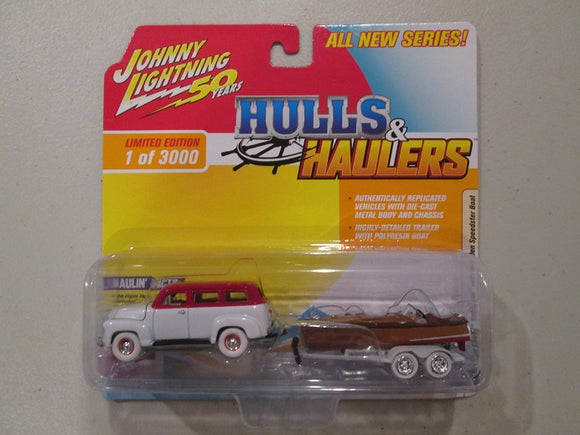 JOHNNY
LIGHTNING
50
YEARS
ALL NEW SERIES!
HULLS
&
HAULERS
LIMITED EDITION
1 of 3000
• AUTHENTICALLY REPLICATED
VEHICLES WITH DIE-CAST
METAL BODY AND CHASSIS
• HIGHLY-DETAILED TRAILER
WITH POLYRESIN BOAT
Speedster Boat
HAULIN'